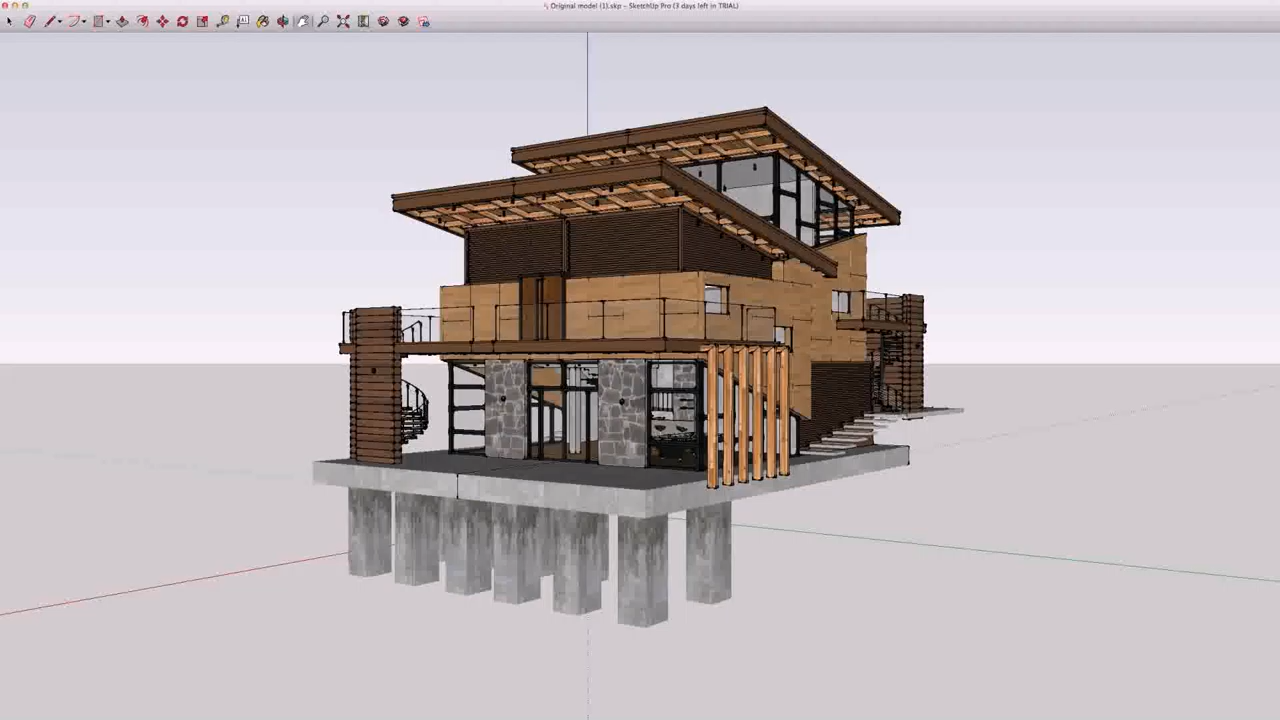 Original model (1).skp - SketchUp Pro (3 days left in TRIAL)